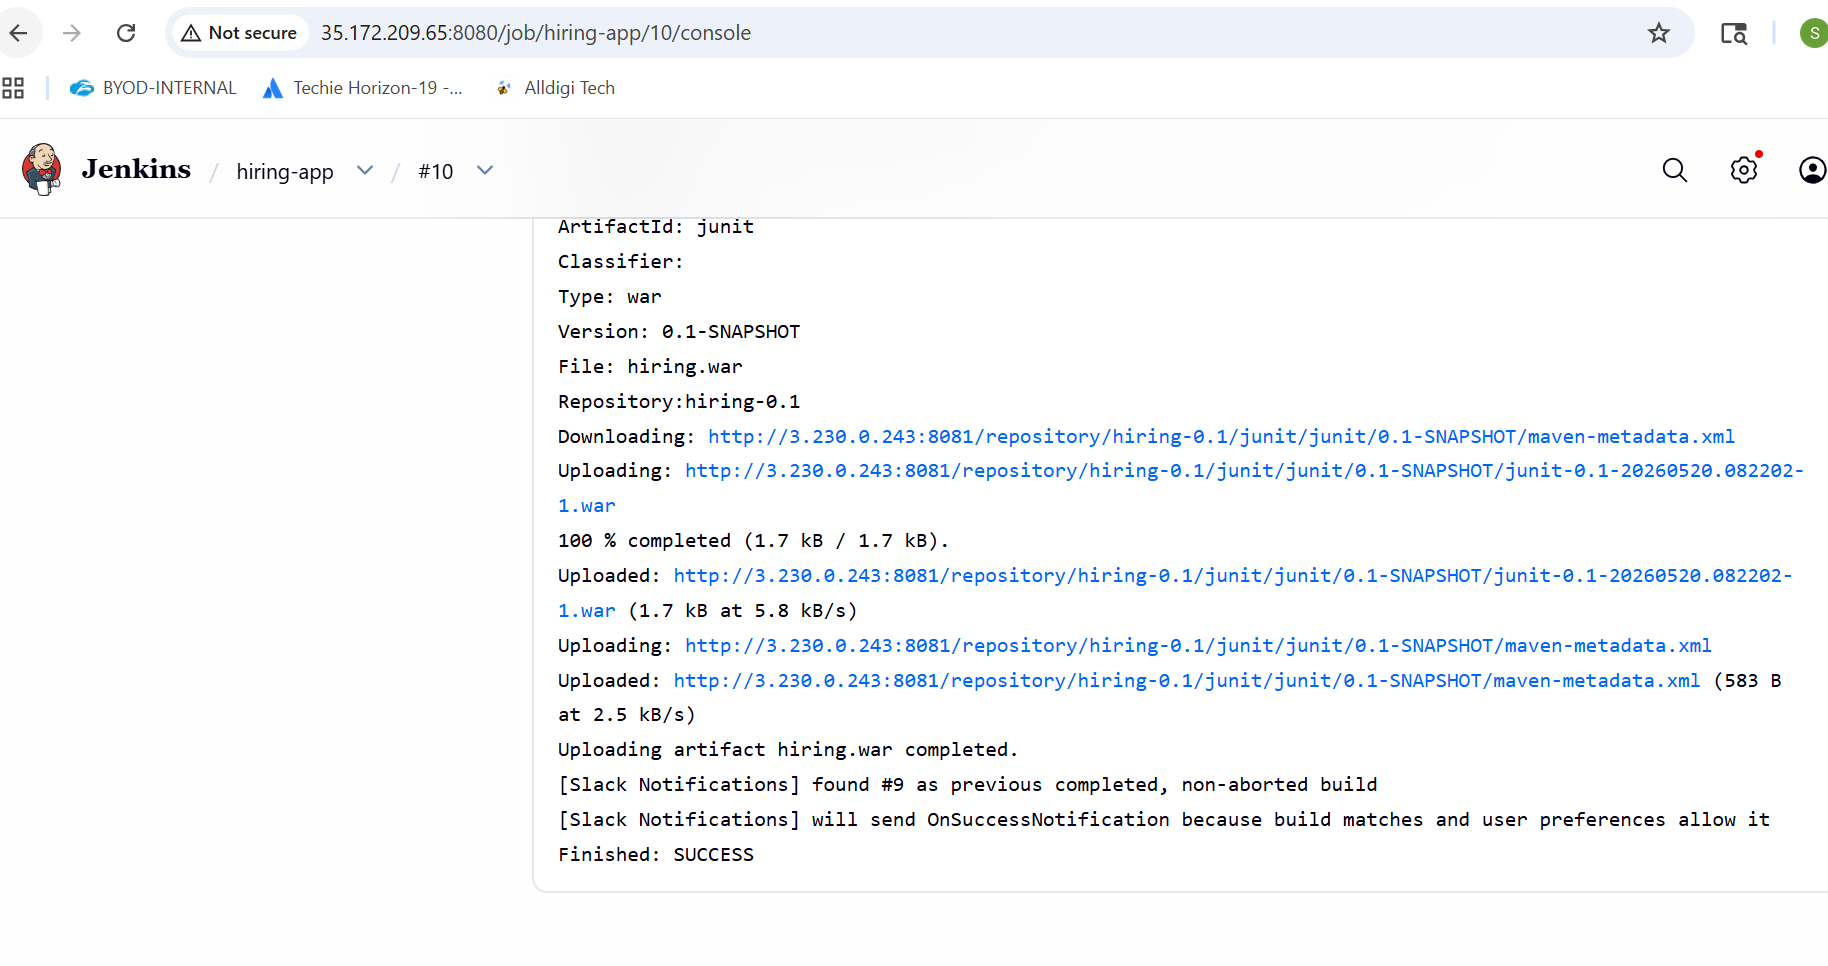 Not secure 35.172.209.65:8080/job/hiring-app/10/console S
BYOD-INTERNAL Techie Horizon-19 -... Alldigi Tech
Jenkins / hiring-app / #10
ArtifactId: junit
Classifier:
Type: war
Version: 0.1-SNAPSHOT
File: hiring.war
Repository:hiring-0.1
Downloading: http://3.230.0.243:8081/repository/hiring-0.1/junit/junit/0.1-SNAPSHOT/maven-metadata.xml
Uploading: http://3.230.0.243:8081/repository/hiring-0.1/junit/junit/0.1-SNAPSHOT/junit-0.1-20260520.082202-
1.war
100 % completed (1.7 kB / 1.7 kB).
Uploaded: http://3.230.0.243:8081/repository/hiring-0.1/junit/junit/0.1-SNAPSHOT/junit-0.1-20260520.082202-
1.war (1.7 kB at 5.8 kB/s)
Uploading: http://3.230.0.243:8081/repository/hiring-0.1/junit/junit/0.1-SNAPSHOT/maven-metadata.xml
Uploaded: http://3.230.0.243:8081/repository/hiring-0.1/junit/junit/0.1-SNAPSHOT/maven-metadata.xml (583 B
at 2.5 kB/s)
Uploading artifact hiring.war completed.
[Slack Notifications] found #9 as previous completed, non-aborted build
[Slack Notifications] will send OnSuccessNotification because build matches and user preferences allow it
Finished: SUCCESS